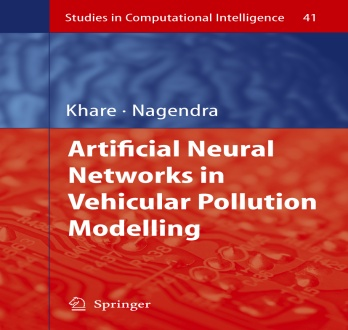 Studies in Computational Intelligence 41
Khare · Nagendra
Artificial Neural
Networks in
Vehicular Pollution
Modelling
Springer